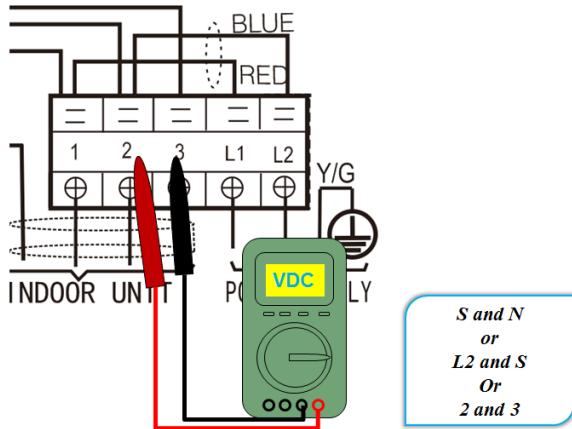 BLUE
RED
1 2 3 L1 L2
Y/G
INDOOR UNIT
VDC
S and N
or
L2 and S
Or
2 and 3